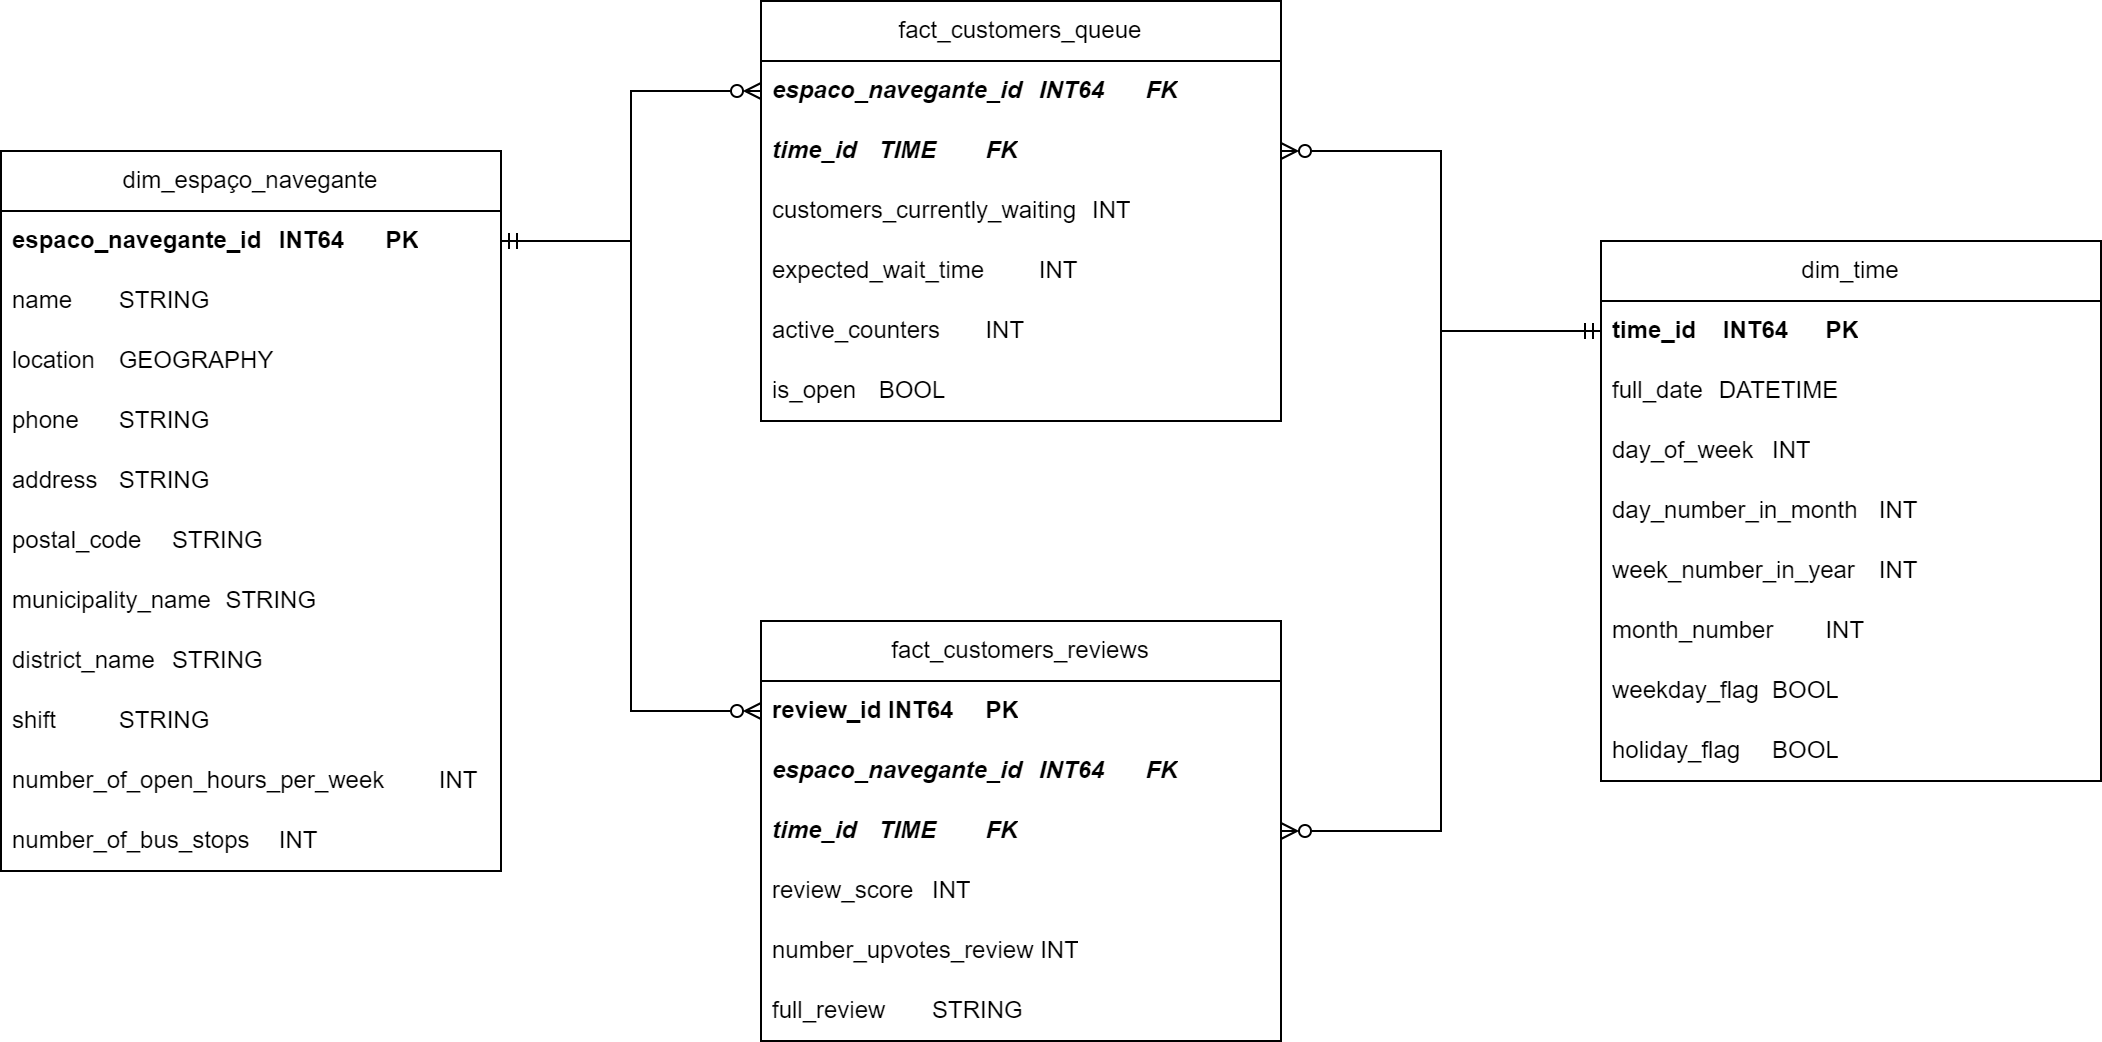 dim_espaço_navegante
espaco_navegante_id INT64 PK
name STRING
location GEOGRAPHY
phone STRING
address STRING
postal_code STRING
municipality_name STRING
district_name STRING
shift STRING
number_of_open_hours_per_week INT
number_of_bus_stops INT
fact_customers_queue
espaco_navegante_id INT64 FK
time_id TIME FK
customers_currently_waiting INT
expected_wait_time INT
active_counters INT
is_open BOOL
fact_customers_reviews
review_id INT64 PK
espaco_navegante_id INT64 FK
time_id TIME FK
review_score INT
number_upvotes_review INT
full_review STRING
dim_time
time_id INT64 PK
full_date DATETIME
day_of_week INT
day_number_in_month INT
week_number_in_year INT
month_number INT
weekday_flag BOOL
holiday_flag BOOL